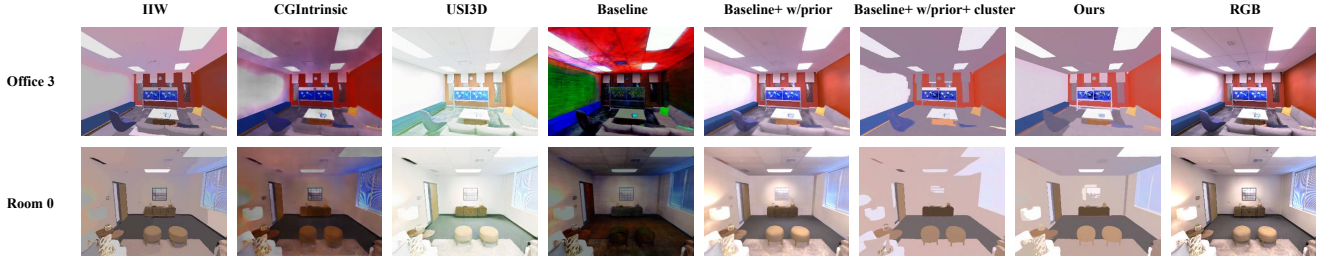 IIW CGIntrinsic USI3D Baseline Baseline+ w/prior Baseline+ w/prior+ cluster Ours RGB
Office 3
Room 0